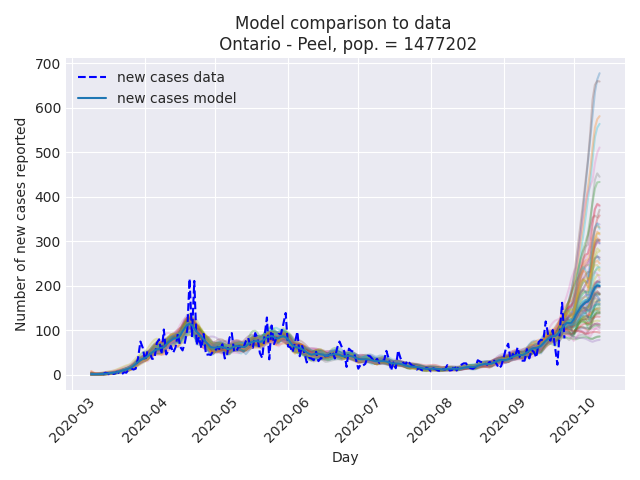 Model comparison to data
Ontario - Peel, pop. = 1477202
new cases data
new cases model
Number of new cases reported
700
600
500
400
300
200
100
0
2020-03
2020-04
2020-05
2020-06
2020-07
2020-08
2020-09
2020-10
Day